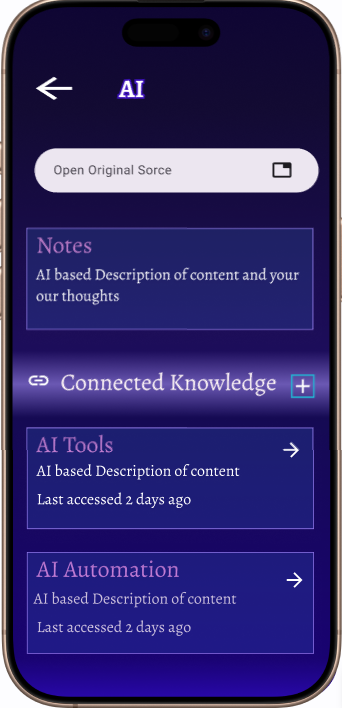 AI
Open Original Sorce
Notes
AI based Description of content and your
our thoughts
Connected Knowledge
AI Tools
AI based Description of content
Last accessed 2 days ago
AI Automation
AI based Description of content
Last accessed 2 days ago